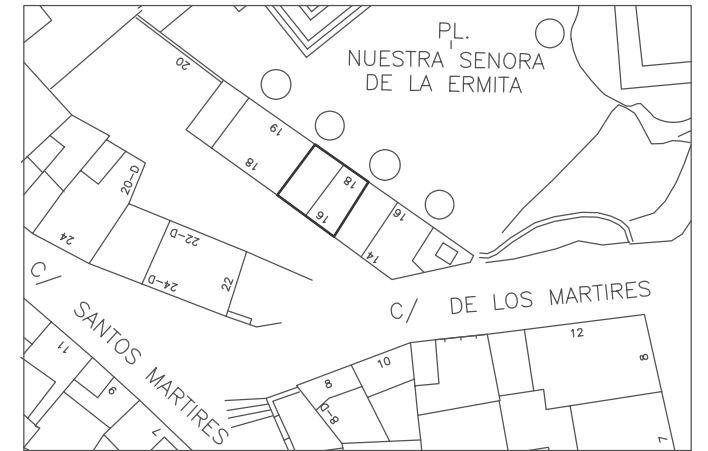 PL.
NUESTRA SENORA
DE LA ERMITA
20
19
18
18
16
16
14
20-D
24
22-D
24-D
22
C/ SANTOS MARTIRES
C/ DE LOS MARTIRES
11
9
7
8
8-D
10
12
8
7